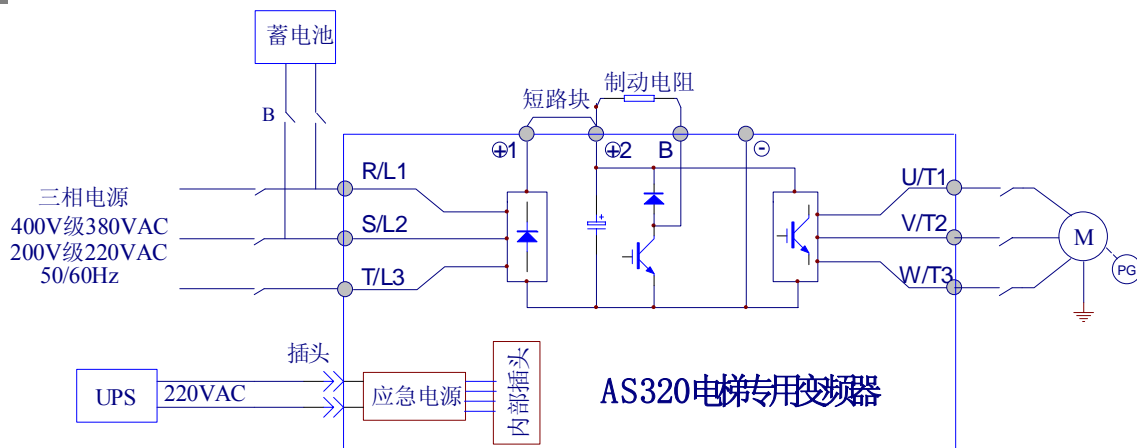 蓄电池
B
制动电阻
短路块
⊕1
⊕2
B
⊖
三相电源
400V级380VAC
200V级220VAC
50/60Hz
R/L1
S/L2
T/L3
+
U/T1
V/T2
W/T3
M
PG
UPS
220VAC
插头
应急电源
内部插头
AS320电梯专用变频器